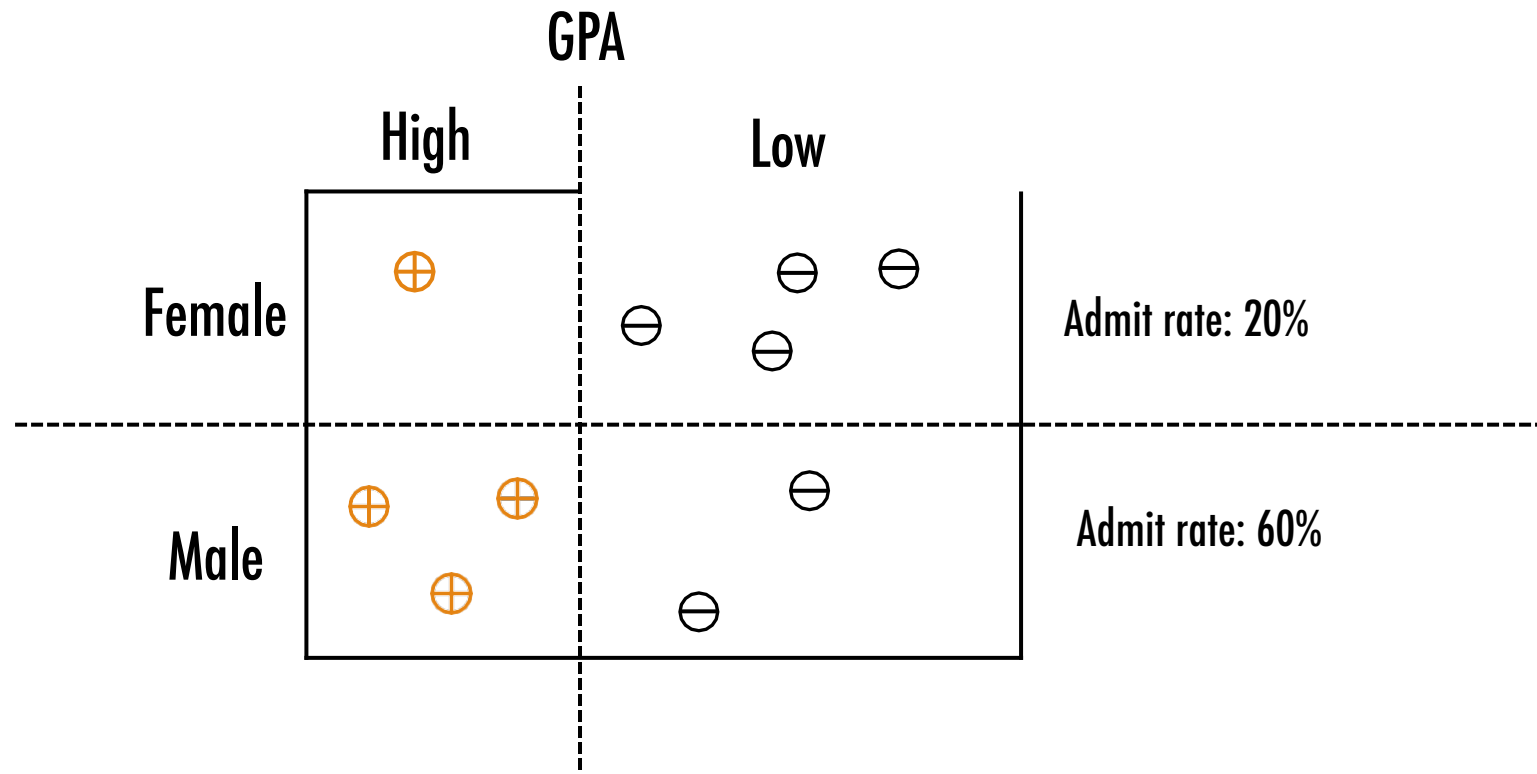 GPA
High
Low
Female
Admit rate: 20%
Male
Admit rate: 60%